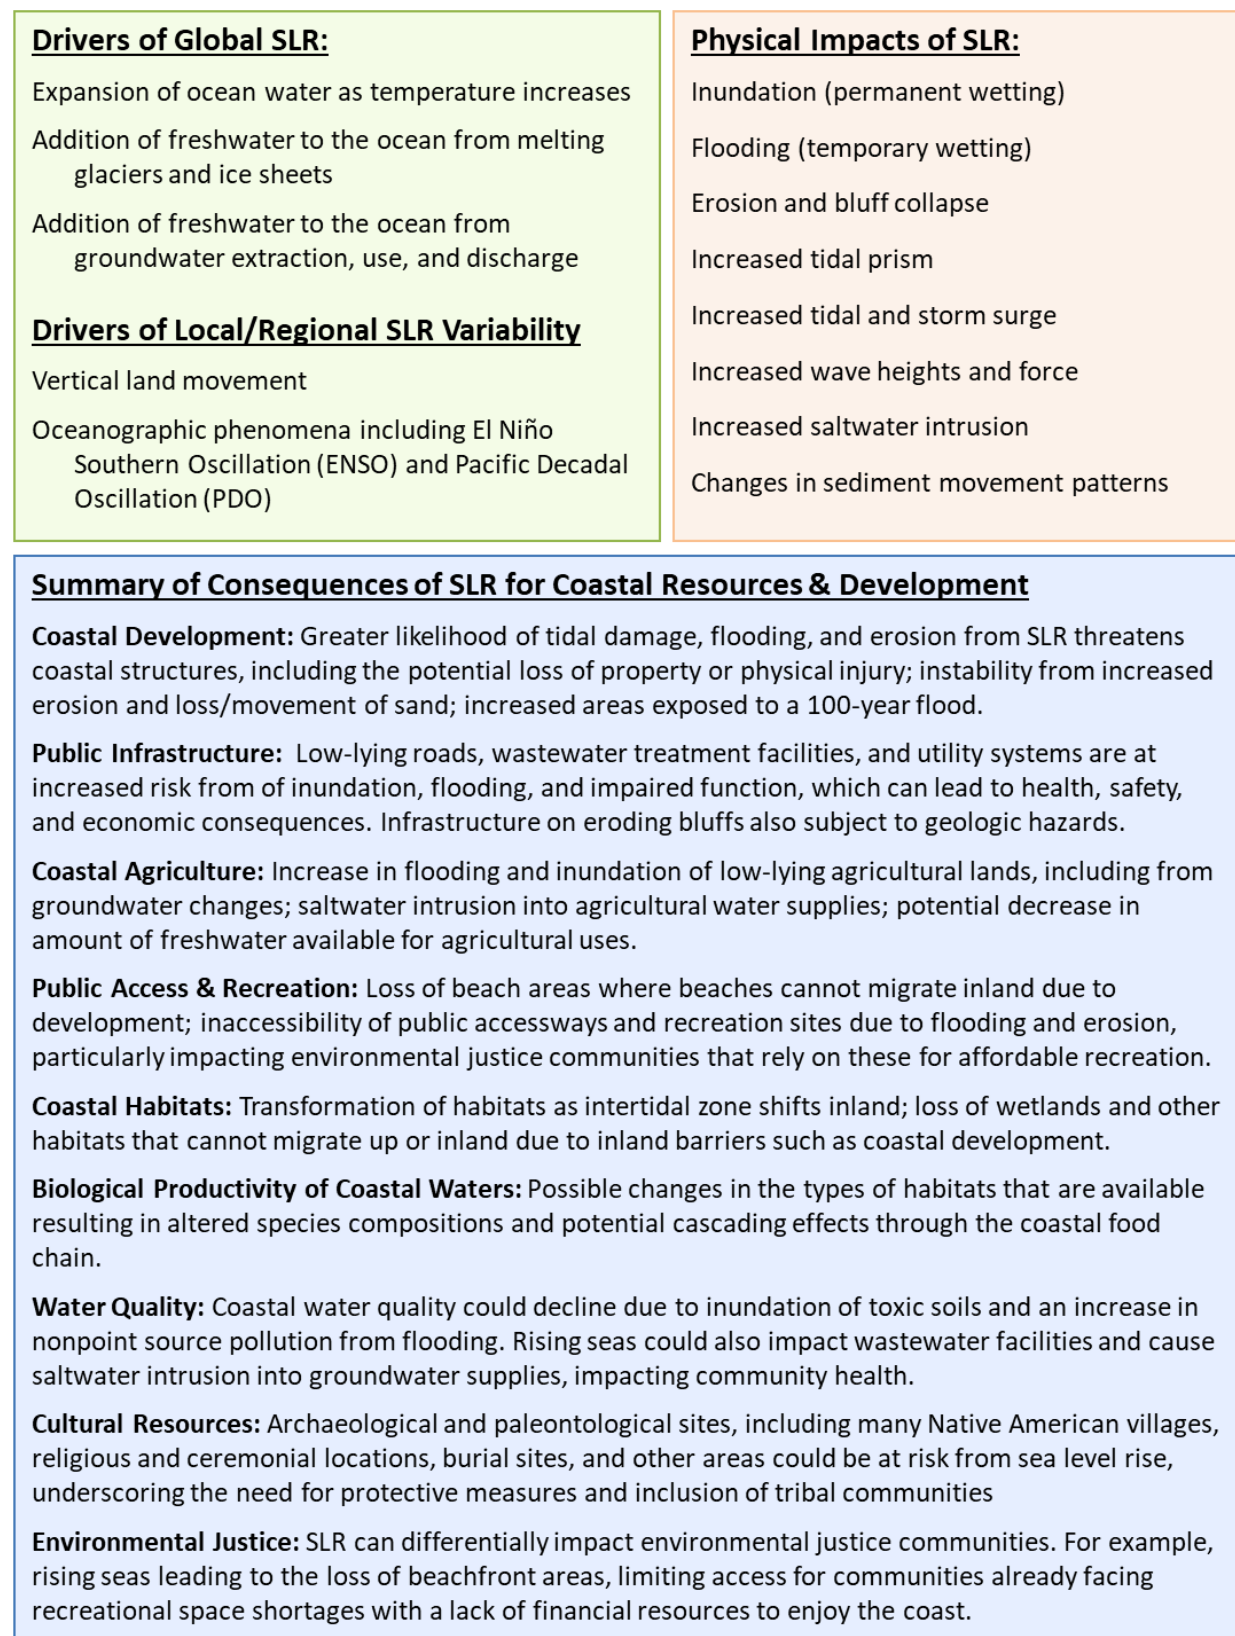 Drivers of Global SLR:
Expansion of ocean water as temperature increases
Addition of freshwater to the ocean from melting
glaciers and ice sheets
Addition of freshwater to the ocean from
groundwater extraction, use, and discharge
Drivers of Local/Regional SLR Variability
Vertical land movement
Oceanographic phenomena including El Niño
Southern Oscillation (ENSO) and Pacific Decadal
Oscillation (PDO)
Physical Impacts of SLR:
Inundation (permanent wetting)
Flooding (temporary wetting)
Erosion and bluff collapse
Increased tidal prism
Increased tidal and storm surge
Increased wave heights and force
Increased saltwater intrusion
Changes in sediment movement patterns
Summary of Consequences of SLR for Coastal Resources & Development
Coastal Development: Greater likelihood of tidal damage, flooding, and erosion from SLR threatens
coastal structures, including the potential loss of property or physical injury; instability from increased
erosion and loss/movement of sand; increased areas exposed to a 100-year flood.
Public Infrastructure: Low-lying roads, wastewater treatment facilities, and utility systems are at
increased risk from of inundation, flooding, and impaired function, which can lead to health, safety,
and economic consequences. Infrastructure on eroding bluffs also subject to geologic hazards.
Coastal Agriculture: Increase in flooding and inundation of low-lying agricultural lands, including from
groundwater changes; saltwater intrusion into agricultural water supplies; potential decrease in
amount of freshwater available for agricultural uses.
Public Access & Recreation: Loss of beach areas where beaches cannot migrate inland due to
development; inaccessibility of public accessways and recreation sites due to flooding and erosion,
particularly impacting environmental justice communities that rely on these for affordable recreation.
Coastal Habitats: Transformation of habitats as intertidal zone shifts inland; loss of wetlands and other
habitats that cannot migrate up or inland due to inland barriers such as coastal development.
Biological Productivity of Coastal Waters: Possible changes in the types of habitats that are available
resulting in altered species compositions and potential cascading effects through the coastal food
chain.
Water Quality: Coastal water quality could decline due to inundation of toxic soils and an increase in
nonpoint source pollution from flooding. Rising seas could also impact wastewater facilities and cause
saltwater intrusion into groundwater supplies, impacting community health.
Cultural Resources: Archaeological and paleontological sites, including many Native American villages,
religious and ceremonial locations, burial sites, and other areas could be at risk from sea level rise,
underscoring the need for protective measures and inclusion of tribal communities
Environmental Justice: SLR can differentially impact environmental justice communities. For example,
rising seas leading to the loss of beachfront areas, limiting access for communities already facing
recreational space shortages with a lack of financial resources to enjoy the coast.